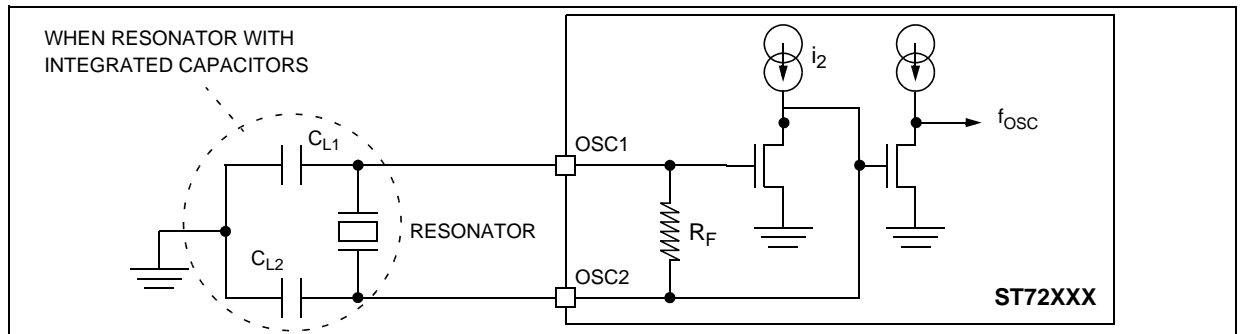 WHEN RESONATOR WITH
INTEGRATED CAPACITORS
i2
fOSC
CL1
OSC1
RESONATOR
RF
CL2
OSC2
ST72XXX